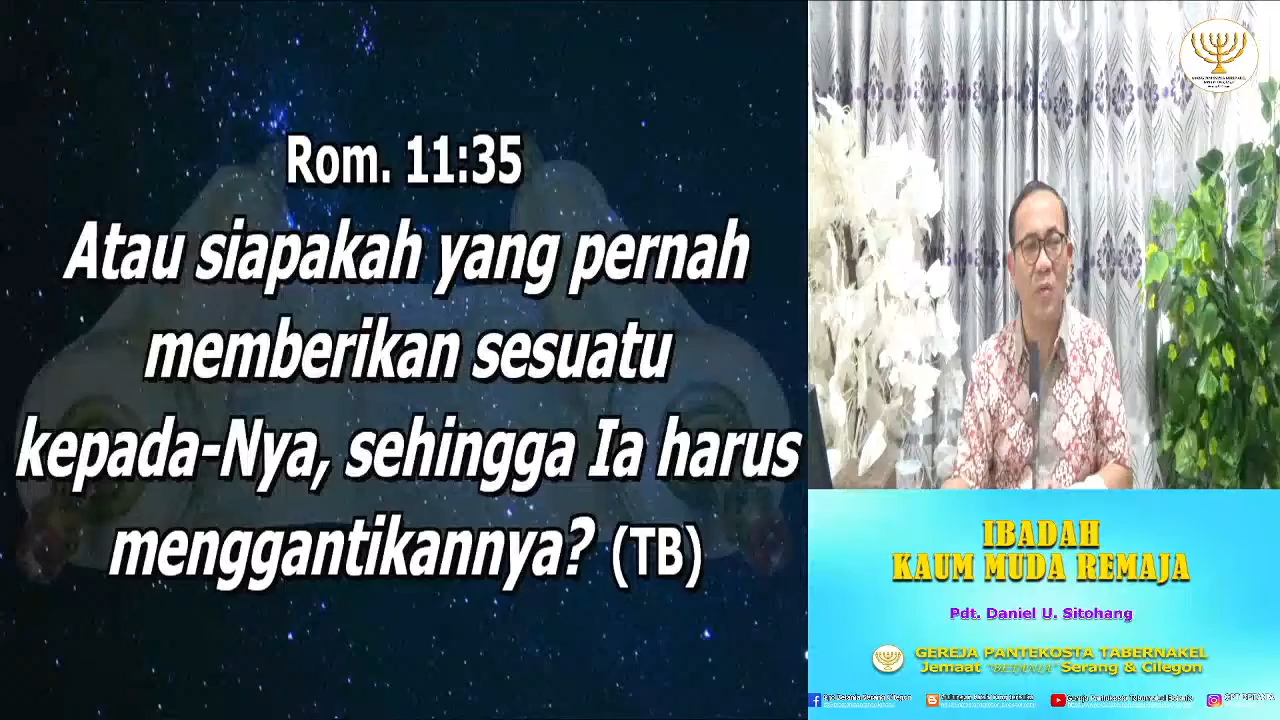 Rom. 11:35
Atau siapakah yang pernah
memberikan sesuatu
kepada-Nya, sehingga Ia harus
menggantikannya? (TB)
IBADAH
KAUM MUDA REMAJA
Pdt. Daniel U. Sitohang
GEREJA PANTEKOSTA TABERNAKEL
Jemaat "BETANIA" Serang & Cilegon